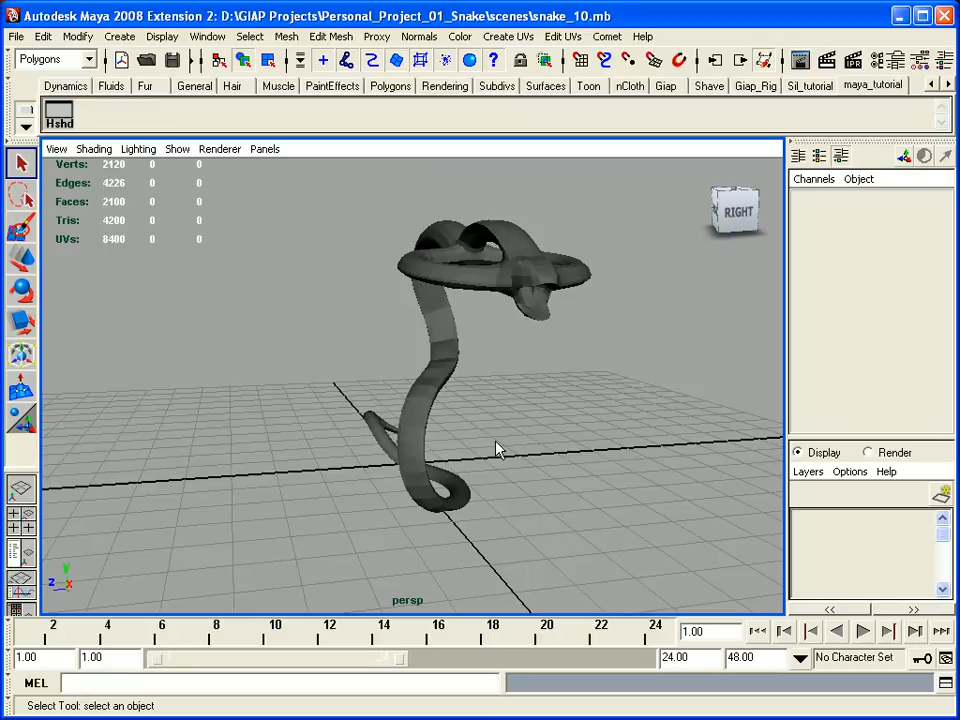 Autodesk Maya 2008 Extension 2: D:\GIAP Projects\Personal_Project_01_Snake\scenes\snake_10.mb
File Edit Modify Create Display Window Select Mesh Edit Mesh Proxy Normals Color Create UVs Edit UVs Comet Help
Polygons
Dynamics Fluids Fur General Hair Muscle PaintEffects Polygons Rendering Subdivs Surfaces Toon nCloth Giap Shave Giap_Rig Sil_tutorial maya_tutorial
Hshd
View Shading Lighting Show Renderer Panels
Verts: 2120 0 0
Edges: 4226 0 0
Faces: 2100 0 0
Tris: 4200 0 0
UVs: 8400 0 0
RIGHT
Channels Object
Display Render
Layers Options Help
y
z x
persp
<< >>
2 4 6 8 10 12 14 16 18 20 22 24 1.00
1.00 1.00 24.00 48.00 No Character Set
MEL
Select Tool: select an object